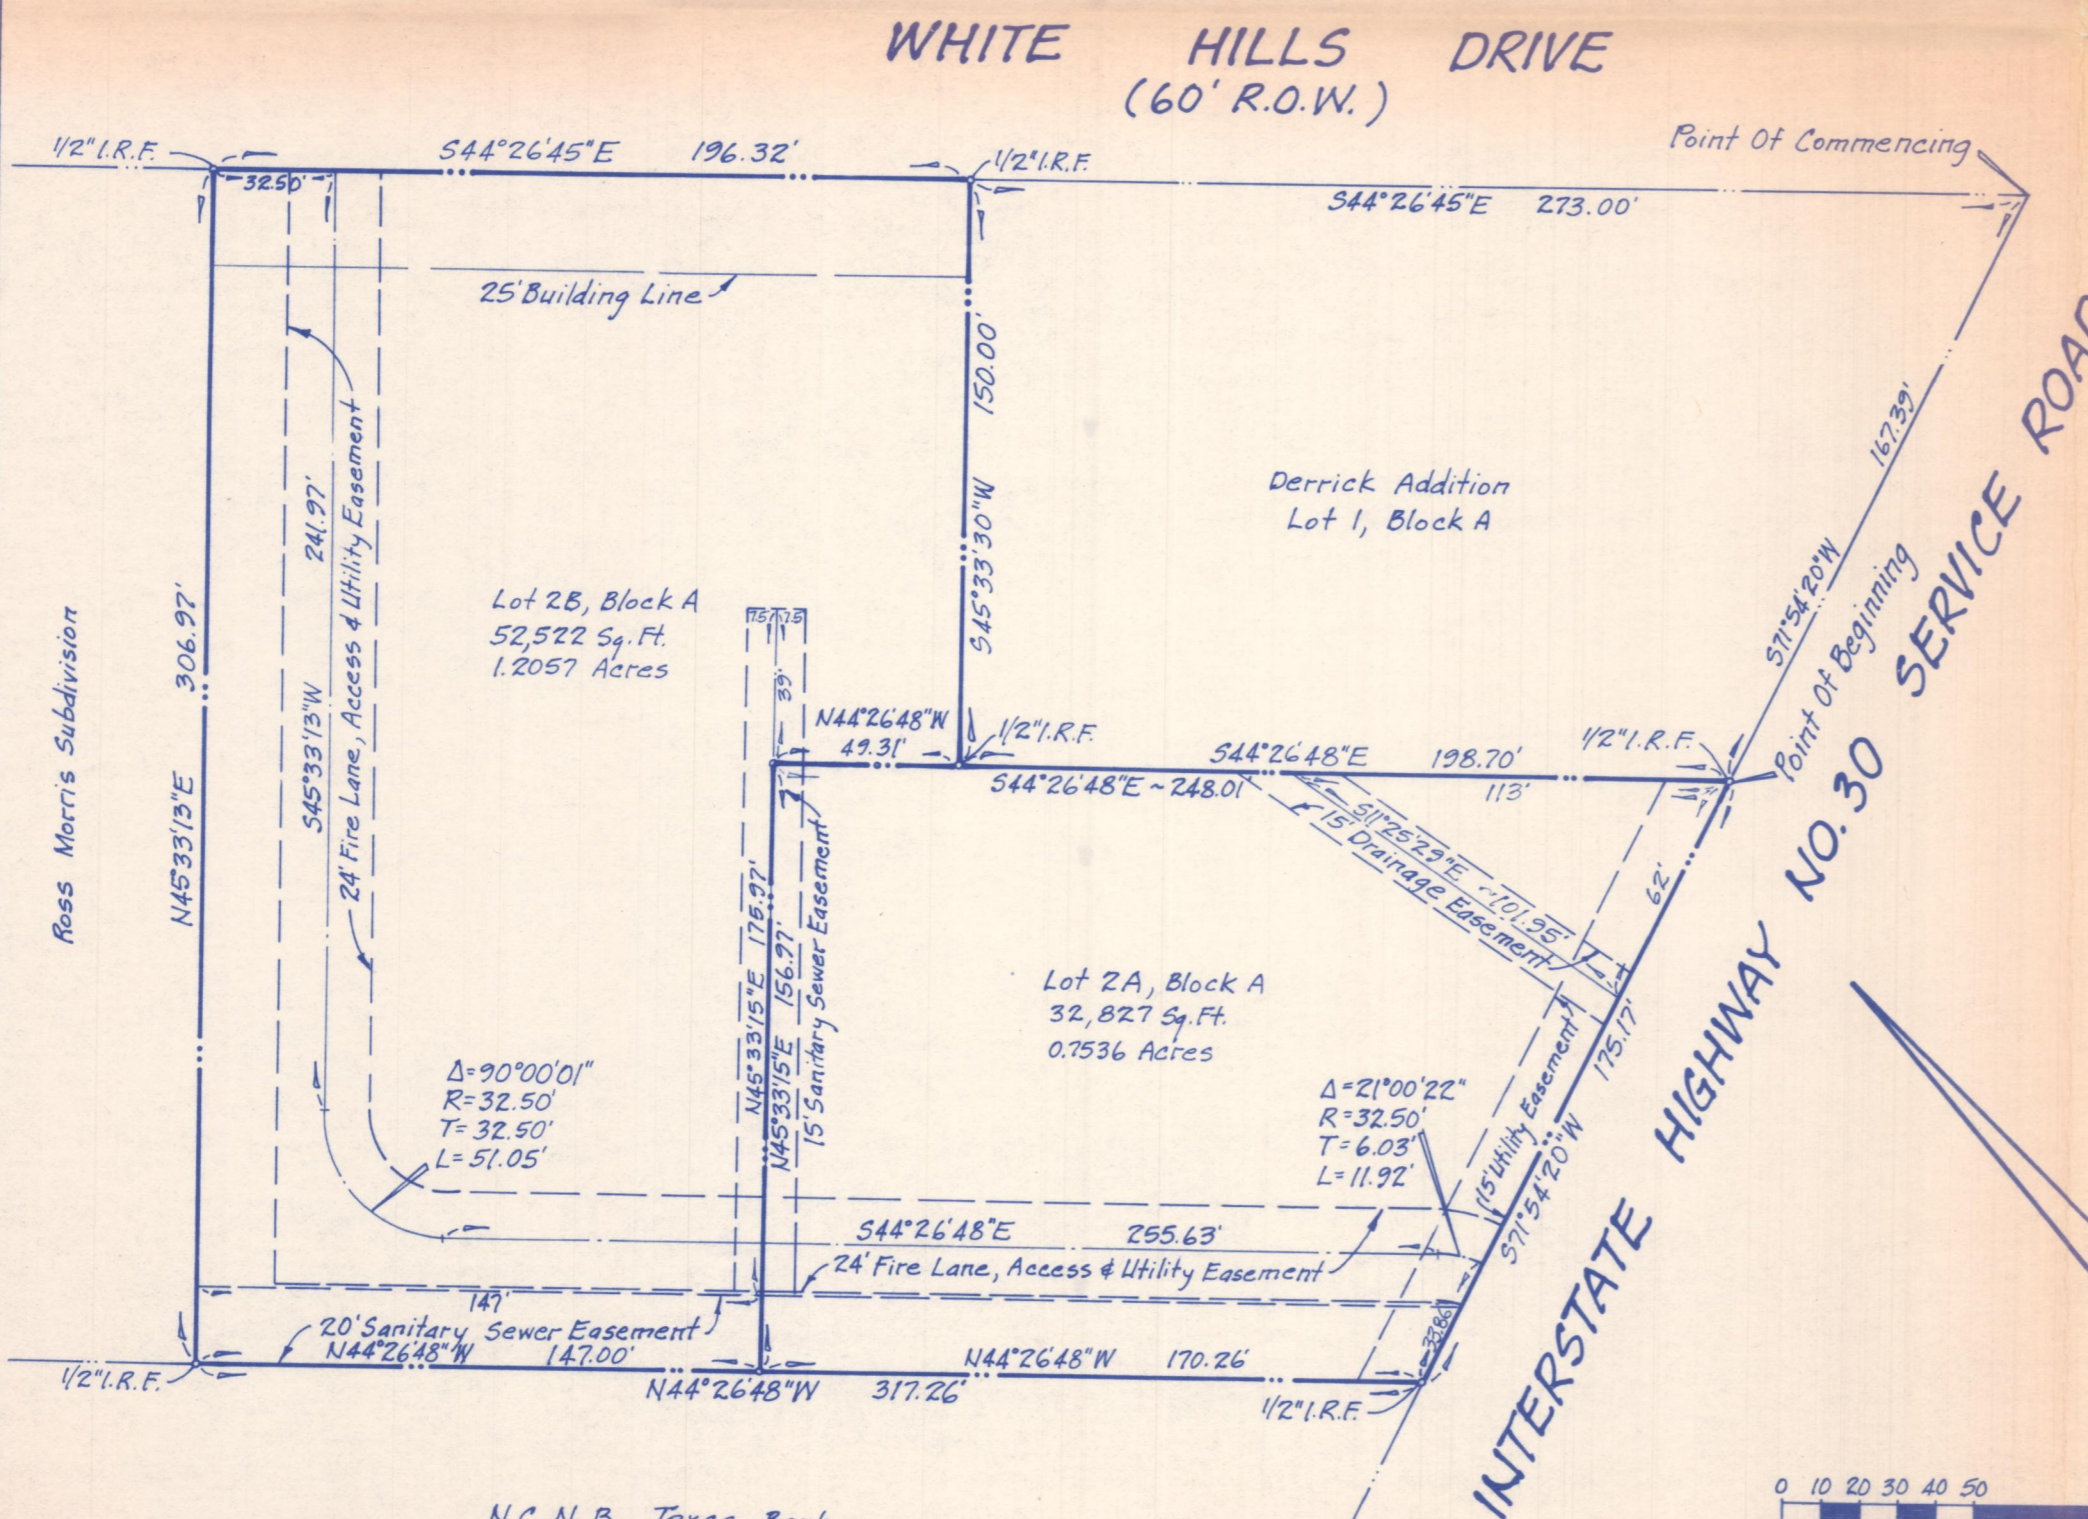 WHITE HILLS DRIVE
(60' R.O.W.)
Point Of Commencing
1/2" I.R.F.
S44°26'45"E 196.32'
1/2" I.R.F.
32.50'
S44°26'45"E 273.00'
25' Building Line
150.00'
S45°33'30"W
167.39'
S71°54'20"W
Derrick Addition
Lot 1, Block A
241.97'
S45°33'13"W
24' Fire Lane, Access & Utility Easement
306.97'
N45°33'13"E
Ross Morris Subdivision
Lot 2B, Block A
52,522 Sq. Ft.
1.2057 Acres
7.5' 7.5'
39'
N44°26'48"W
49.31'
1/2" I.R.F.
S44°26'48"E 198.70'
1/2" I.R.F.
S44°26'48"E ~ 248.01'
113'
Point Of Beginning
S11°25'29"E ~ 101.95'
15' Drainage Easement
62'
N45°33'15"E 175.97'
N45°33'15"E 156.97'
15' Sanitary Sewer Easement
Lot 2A, Block A
32,827 Sq. Ft.
0.7536 Acres
175.17'
S71°54'20"W
15' Utility Easement
Δ=90°00'01"
R=32.50'
T=32.50'
L=51.05'
Δ=21°00'22"
R=32.50'
T=6.03'
L=11.92'
S44°26'48"E 255.63'
24' Fire Lane, Access & Utility Easement
147'
20' Sanitary Sewer Easement
33.86'
N44°26'48"W 147.00'
N44°26'48"W 170.26'
1/2" I.R.F.
N44°26'48"W 317.26'
1/2" I.R.F.
INTERSTATE HIGHWAY NO. 30 SERVICE ROAD
0 10 20 30 40 50
N.C.N.B. Texas Bank